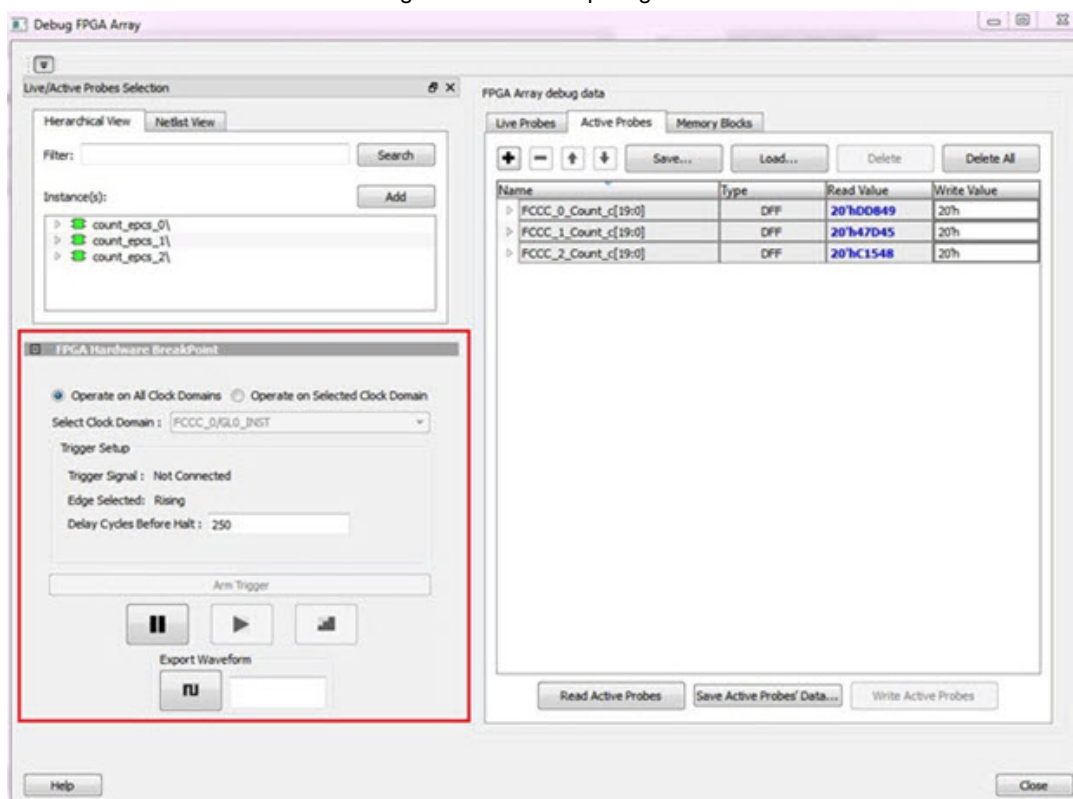 Debug FPGA Array
Live/Active Probes Selection
Hierarchical View Netlist View
Filter: Search
Instance(s): Add
count_epcs_0\
count_epcs_1\
count_epcs_2\
FPGA Hardware BreakPoint
Operate on All Clock Domains Operate on Selected Clock Domain
Select Clock Domain : FCCC_0/GL0_INST
Trigger Setup
Trigger Signal : Not Connected
Edge Selected: Rising
Delay Cycles Before Halt : 250
Arm Trigger
Export Waveform
FPGA Array debug data
Live Probes Active Probes Memory Blocks
Save... Load... Delete Delete All
Name Type Read Value Write Value
FCCC_0_Count_c[19:0] DFF 20'hDD849 20'h
FCCC_1_Count_c[19:0] DFF 20'h47D45 20'h
FCCC_2_Count_c[19:0] DFF 20'hC1548 20'h
Read Active Probes Save Active Probes' Data... Write Active Probes
Help Close